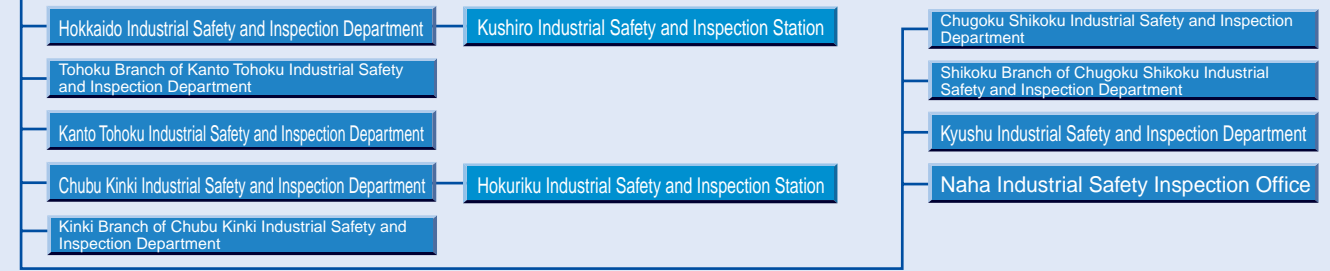 Hokkaido Industrial Safety and Inspection Department
Kushiro Industrial Safety and Inspection Station
Tohoku Branch of Kanto Tohoku Industrial Safety
and Inspection Department
Kanto Tohoku Industrial Safety and Inspection Department
Chubu Kinki Industrial Safety and Inspection Department
Hokuriku Industrial Safety and Inspection Station
Kinki Branch of Chubu Kinki Industrial Safety and
Inspection Department
Chugoku Shikoku Industrial Safety and Inspection
Department
Shikoku Branch of Chugoku Shikoku Industrial
Safety and Inspection Department
Kyushu Industrial Safety and Inspection Department
Naha Industrial Safety Inspection Office